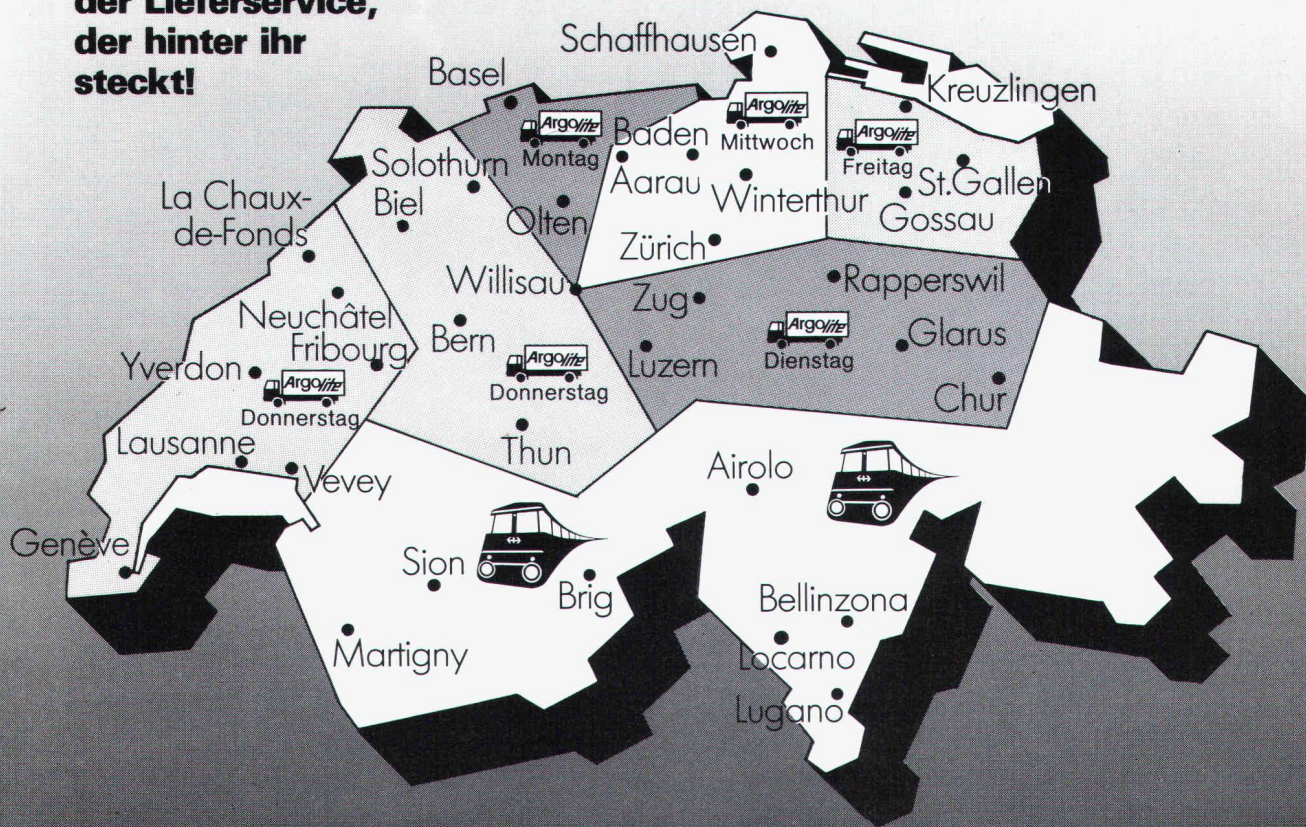 der Lieferservice,
der hinter ihr
steckt!
Schaffhausen
Basel
Kreuzlingen
Argolite
Montag
Baden
Argolite
Mittwoch
Argolite
Freitag
Solothurn
Aarau
St.Gallen
La Chaux-
de-Fonds
Biel
Winterthur
Gossau
Olten
Zürich
Willisau
Zug
Rapperswil
Neuchâtel
Bern
Argolite
Dienstag
Glarus
Fribourg
Yverdon
Argolite
Donnerstag
Argolite
Donnerstag
Luzern
Chur
Lausanne
Thun
Vevey
Airolo
Genève
Sion
Brig
Bellinzona
Martigny
Locarno
Lugano